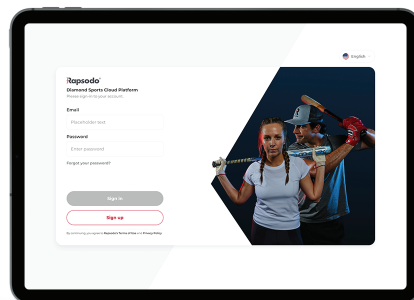 English
Rapsodo
Diamond Sports Cloud Platform
Please sign-in to your account.
Email
Placeholder text
Password
Enter password
Forgot your password?
Sign in
Sign up
By continuing you agree to Rapsodo's Terms of Use and Privacy Policy